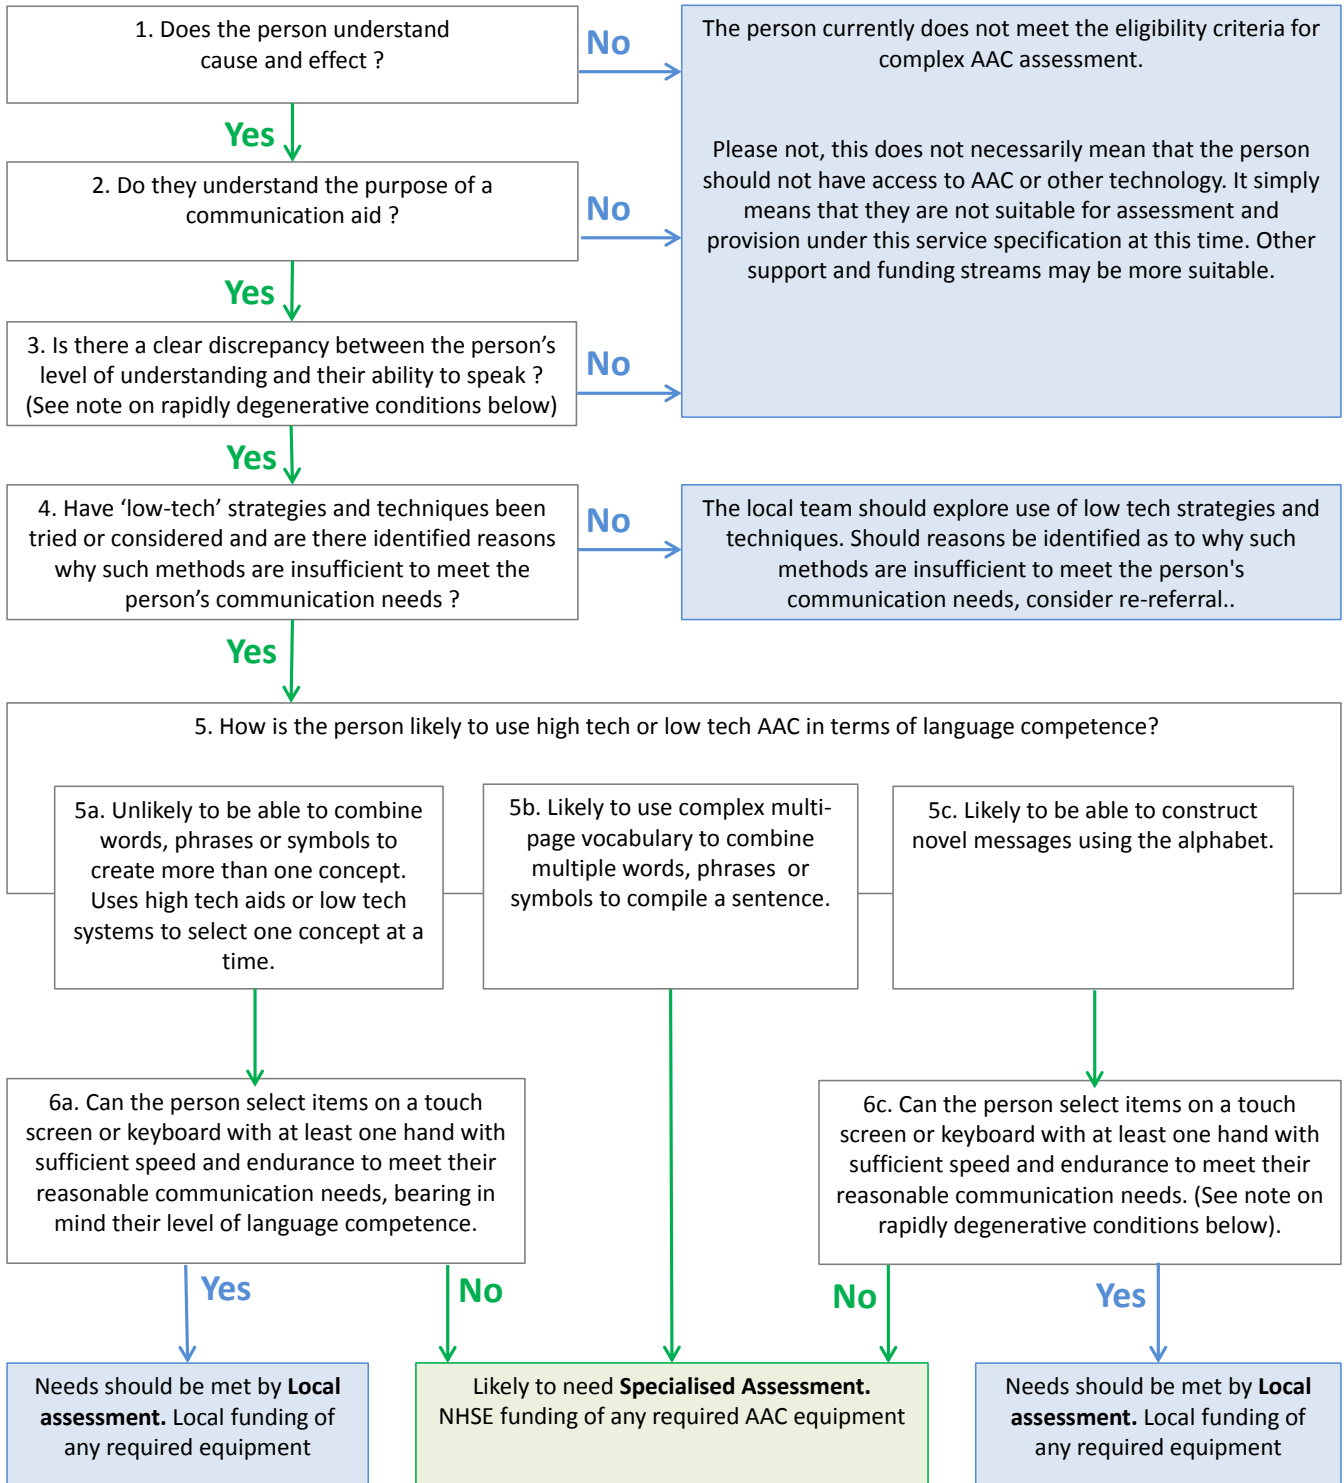 1. Does the person understand
cause and effect ?
No
The person currently does not meet the eligibility criteria for
complex AAC assessment.
Please not, this does not necessarily mean that the person
should not have access to AAC or other technology. It simply
means that they are not suitable for assessment and
provision under this service specification at this time. Other
support and funding streams may be more suitable.
Yes
2. Do they understand the purpose of a
communication aid ?
No
Yes
3. Is there a clear discrepancy between the person’s
level of understanding and their ability to speak ?
(See note on rapidly degenerative conditions below)
No
Yes
4. Have ‘low-tech’ strategies and techniques been
tried or considered and are there identified reasons
why such methods are insufficient to meet the
person’s communication needs ?
No
The local team should explore use of low tech strategies and
techniques. Should reasons be identified as to why such
methods are insufficient to meet the person's
communication needs, consider re-referral..
Yes
5. How is the person likely to use high tech or low tech AAC in terms of language competence?
5a. Unlikely to be able to combine
words, phrases or symbols to
create more than one concept.
Uses high tech aids or low tech
systems to select one concept at a
time.
5b. Likely to use complex multi-
page vocabulary to combine
multiple words, phrases or
symbols to compile a sentence.
5c. Likely to be able to construct
novel messages using the alphabet.
6a. Can the person select items on a touch
screen or keyboard with at least one hand with
sufficient speed and endurance to meet their
reasonable communication needs, bearing in
mind their level of language competence.
6c. Can the person select items on a touch
screen or keyboard with at least one hand with
sufficient speed and endurance to meet their
reasonable communication needs. (See note on
rapidly degenerative conditions below).
Yes
No
No
Yes
Needs should be met by Local
assessment. Local funding of
any required equipment
Likely to need Specialised Assessment.
NHSE funding of any required AAC equipment
Needs should be met by Local
assessment. Local funding of
any required equipment